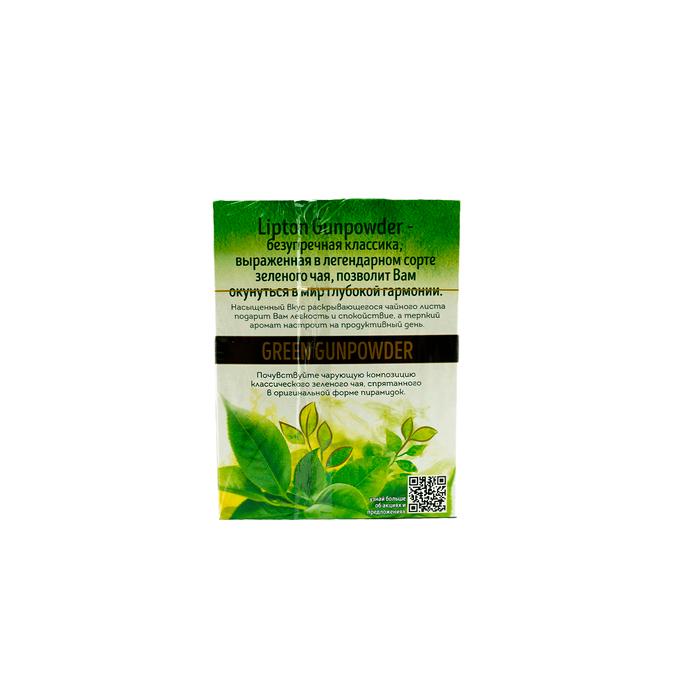 Lipton Gunpowder -
безупречная классика,
выраженная в легендарном сорте
зеленого чая, позволит Вам
окунуться в мир глубокой гармонии.
Насыщенный вкус раскрывающегося чайного листа
подарит Вам легкость и спокойствие, а терпкий
аромат настроит на продуктивный день.
GREEN GUNPOWDER
Почувствуйте чарующую композицию
классического зеленого чая, спрятанного
в оригинальной форме пирамидок.
узнай больше
об акциях и
предложениях